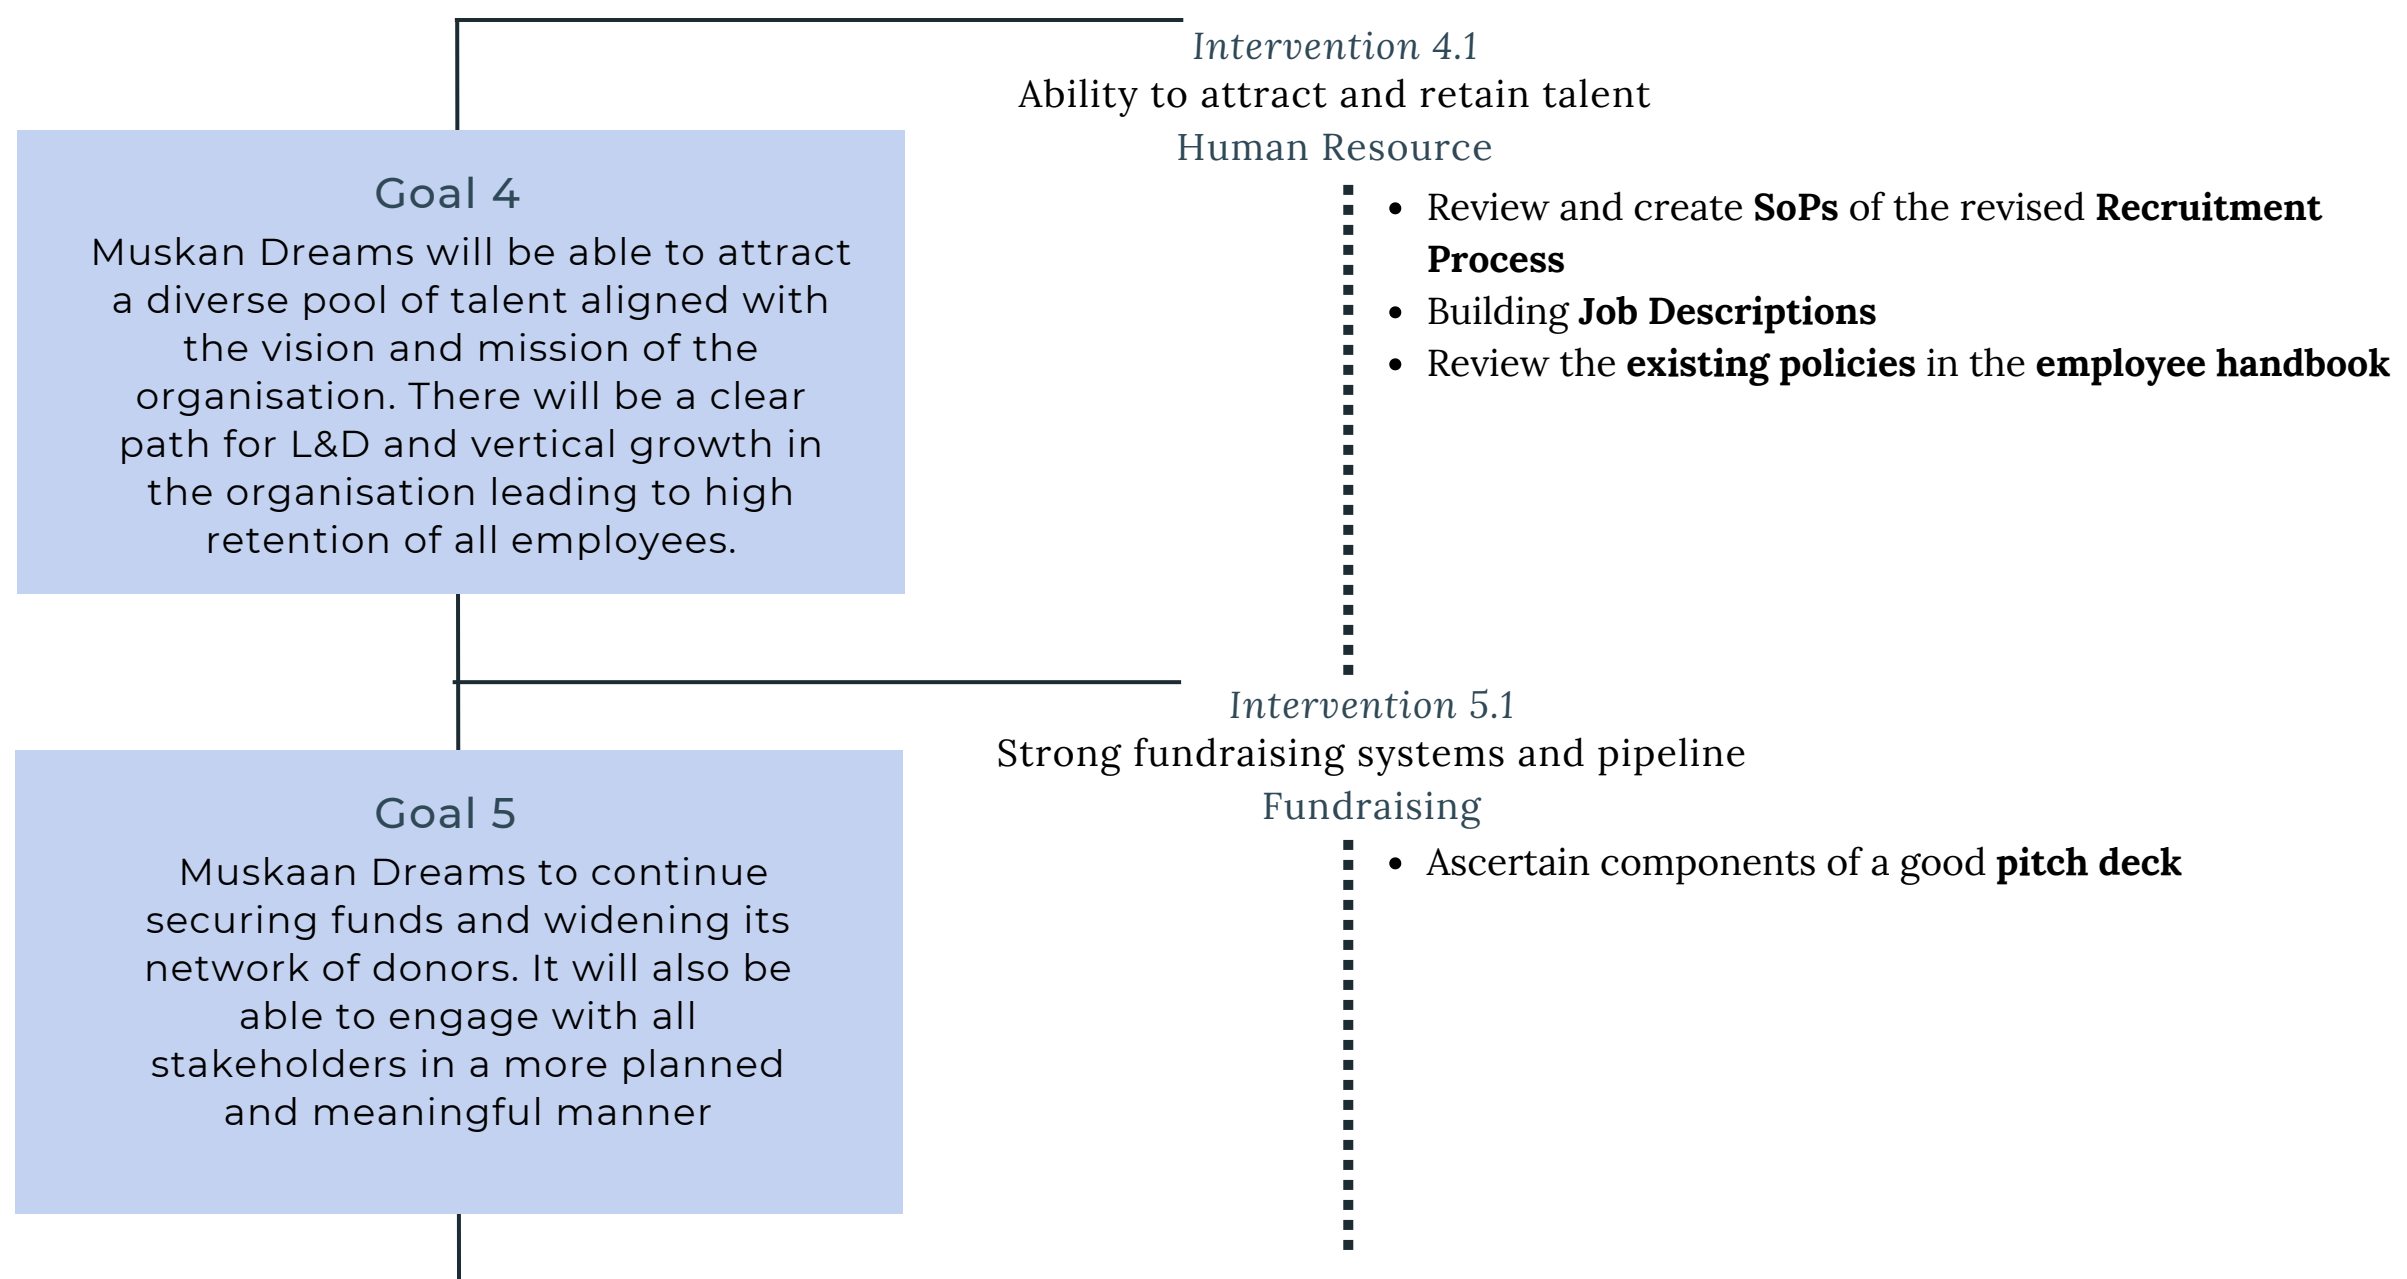 Intervention 4.1
Ability to attract and retain talent
Human Resource
Goal 4
Muskan Dreams will be able to attract
a diverse pool of talent aligned with
the vision and mission of the
organisation. There will be a clear
path for L&D and vertical growth in
the organisation leading to high
retention of all employees.
• Review and create SoPs of the revised Recruitment
Process
• Building Job Descriptions
• Review the existing policies in the employee handbook
Intervention 5.1
Strong fundraising systems and pipeline
Fundraising
Goal 5
Muskaan Dreams to continue
securing funds and widening its
network of donors. It will also be
able to engage with all
stakeholders in a more planned
and meaningful manner
• Ascertain components of a good pitch deck